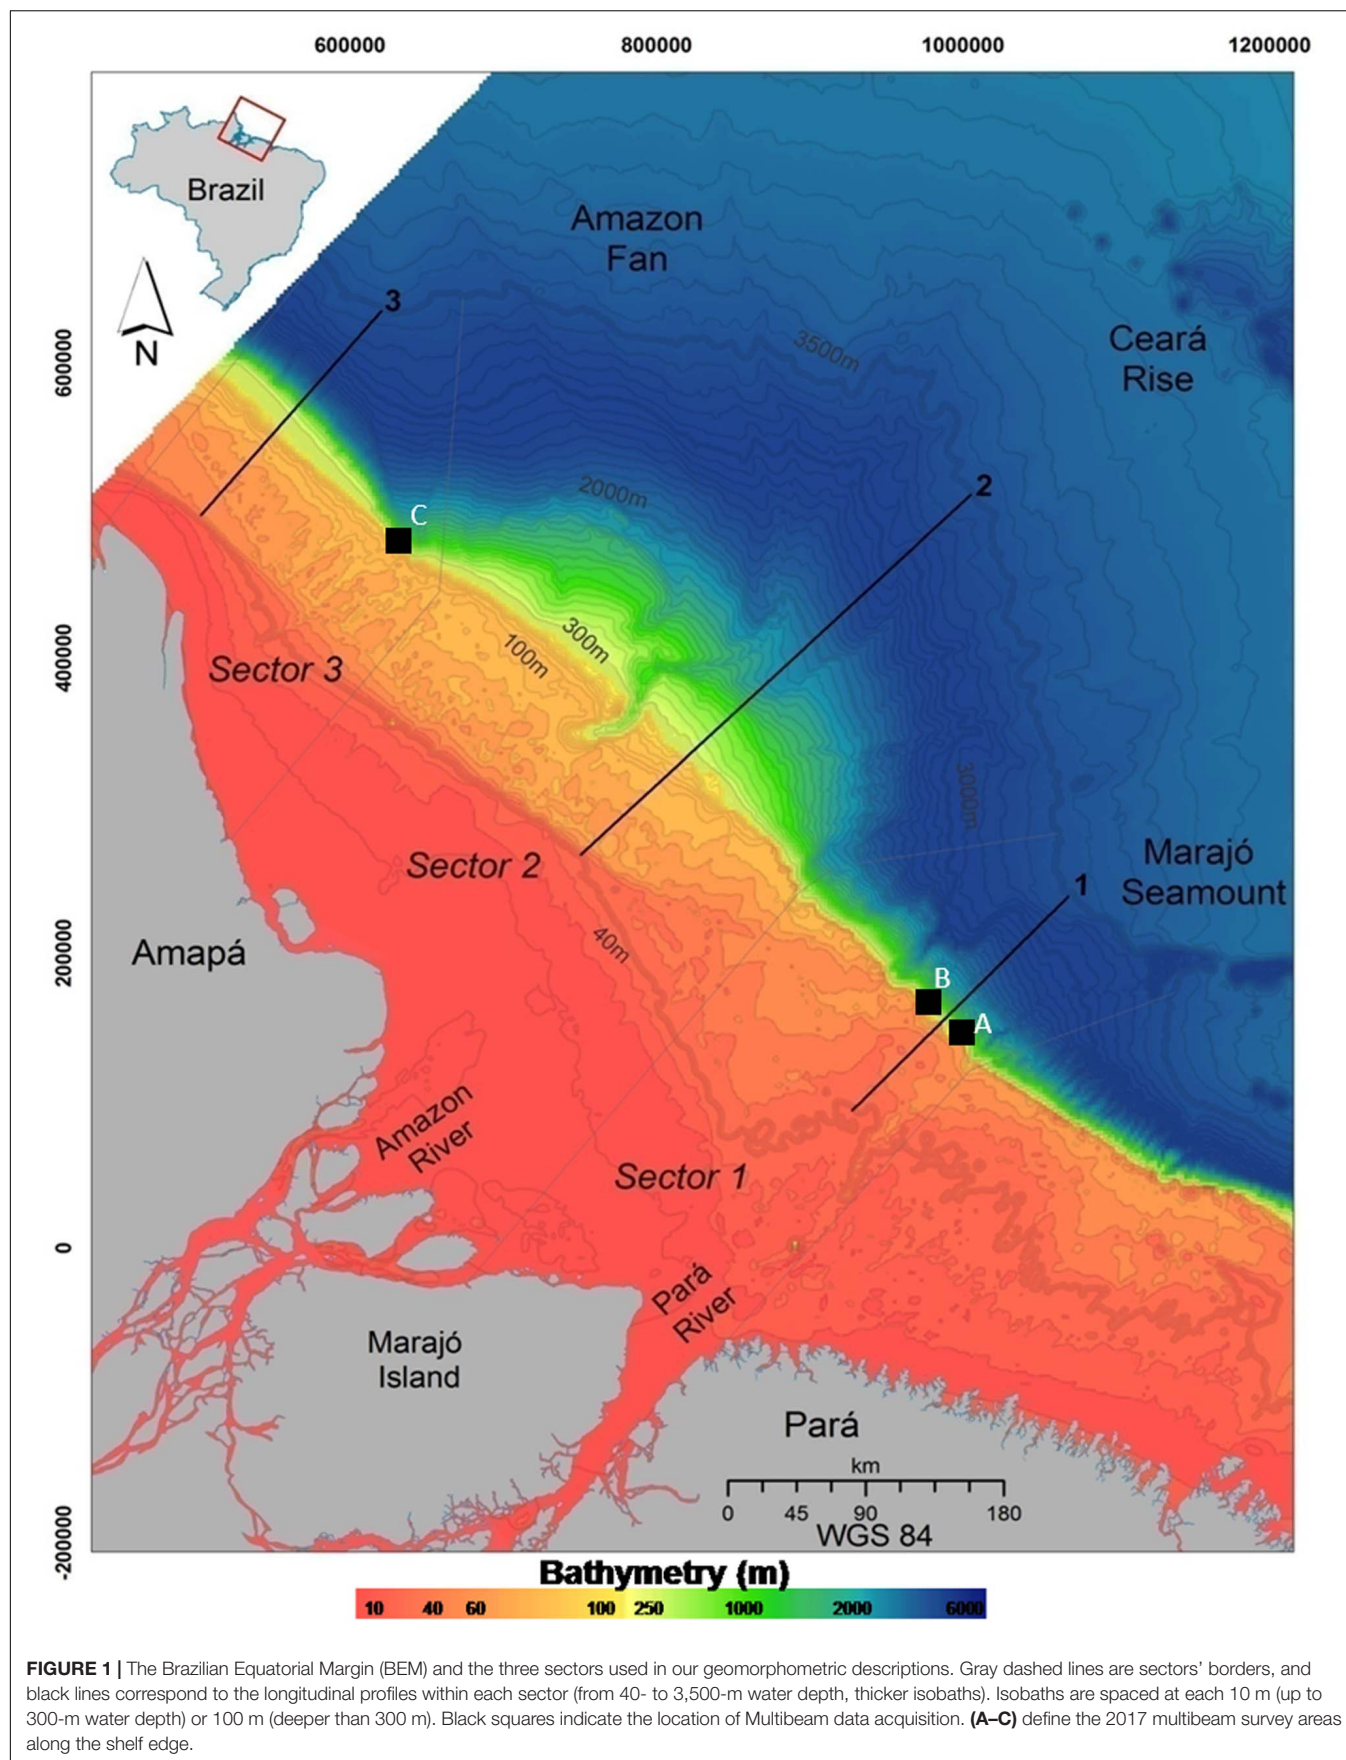 600000
800000
1000000
1200000
Brazil
N
Amazon
Fan
Ceará
Rise
3
3500m
600000
2
2000m
C
300m
100m
400000
Sector 3
3000m
Sector 2
Marajó
Seamount
1
40m
200000
Amapá
B
A
Amazon
River
Sector 1
0
Pará
River
Marajó
Island
Pará
km
0 45 90 180
WGS 84
-200000
Bathymetry (m)
10 40 60 100 250 1000 2000 6000
FIGURE 1 | The Brazilian Equatorial Margin (BEM) and the three sectors used in our geomorphometric descriptions. Gray dashed lines are sectors' borders, and
black lines correspond to the longitudinal profiles within each sector (from 40- to 3,500-m water depth, thicker isobaths). Isobaths are spaced at each 10 m (up to
300-m water depth) or 100 m (deeper than 300 m). Black squares indicate the location of Multibeam data acquisition. (A–C) define the 2017 multibeam survey areas
along the shelf edge.